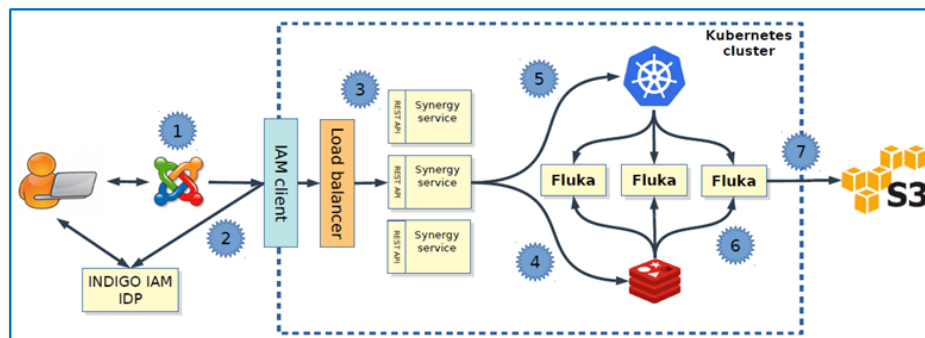 Kubernetes
cluster
1
2
INDIGO IAM
IDP
IAM client
Load balancer
3
REST API
Synergy
service
REST API
Synergy
service
REST API
Synergy
service
5
4
Fluka
Fluka
Fluka
6
7
S3